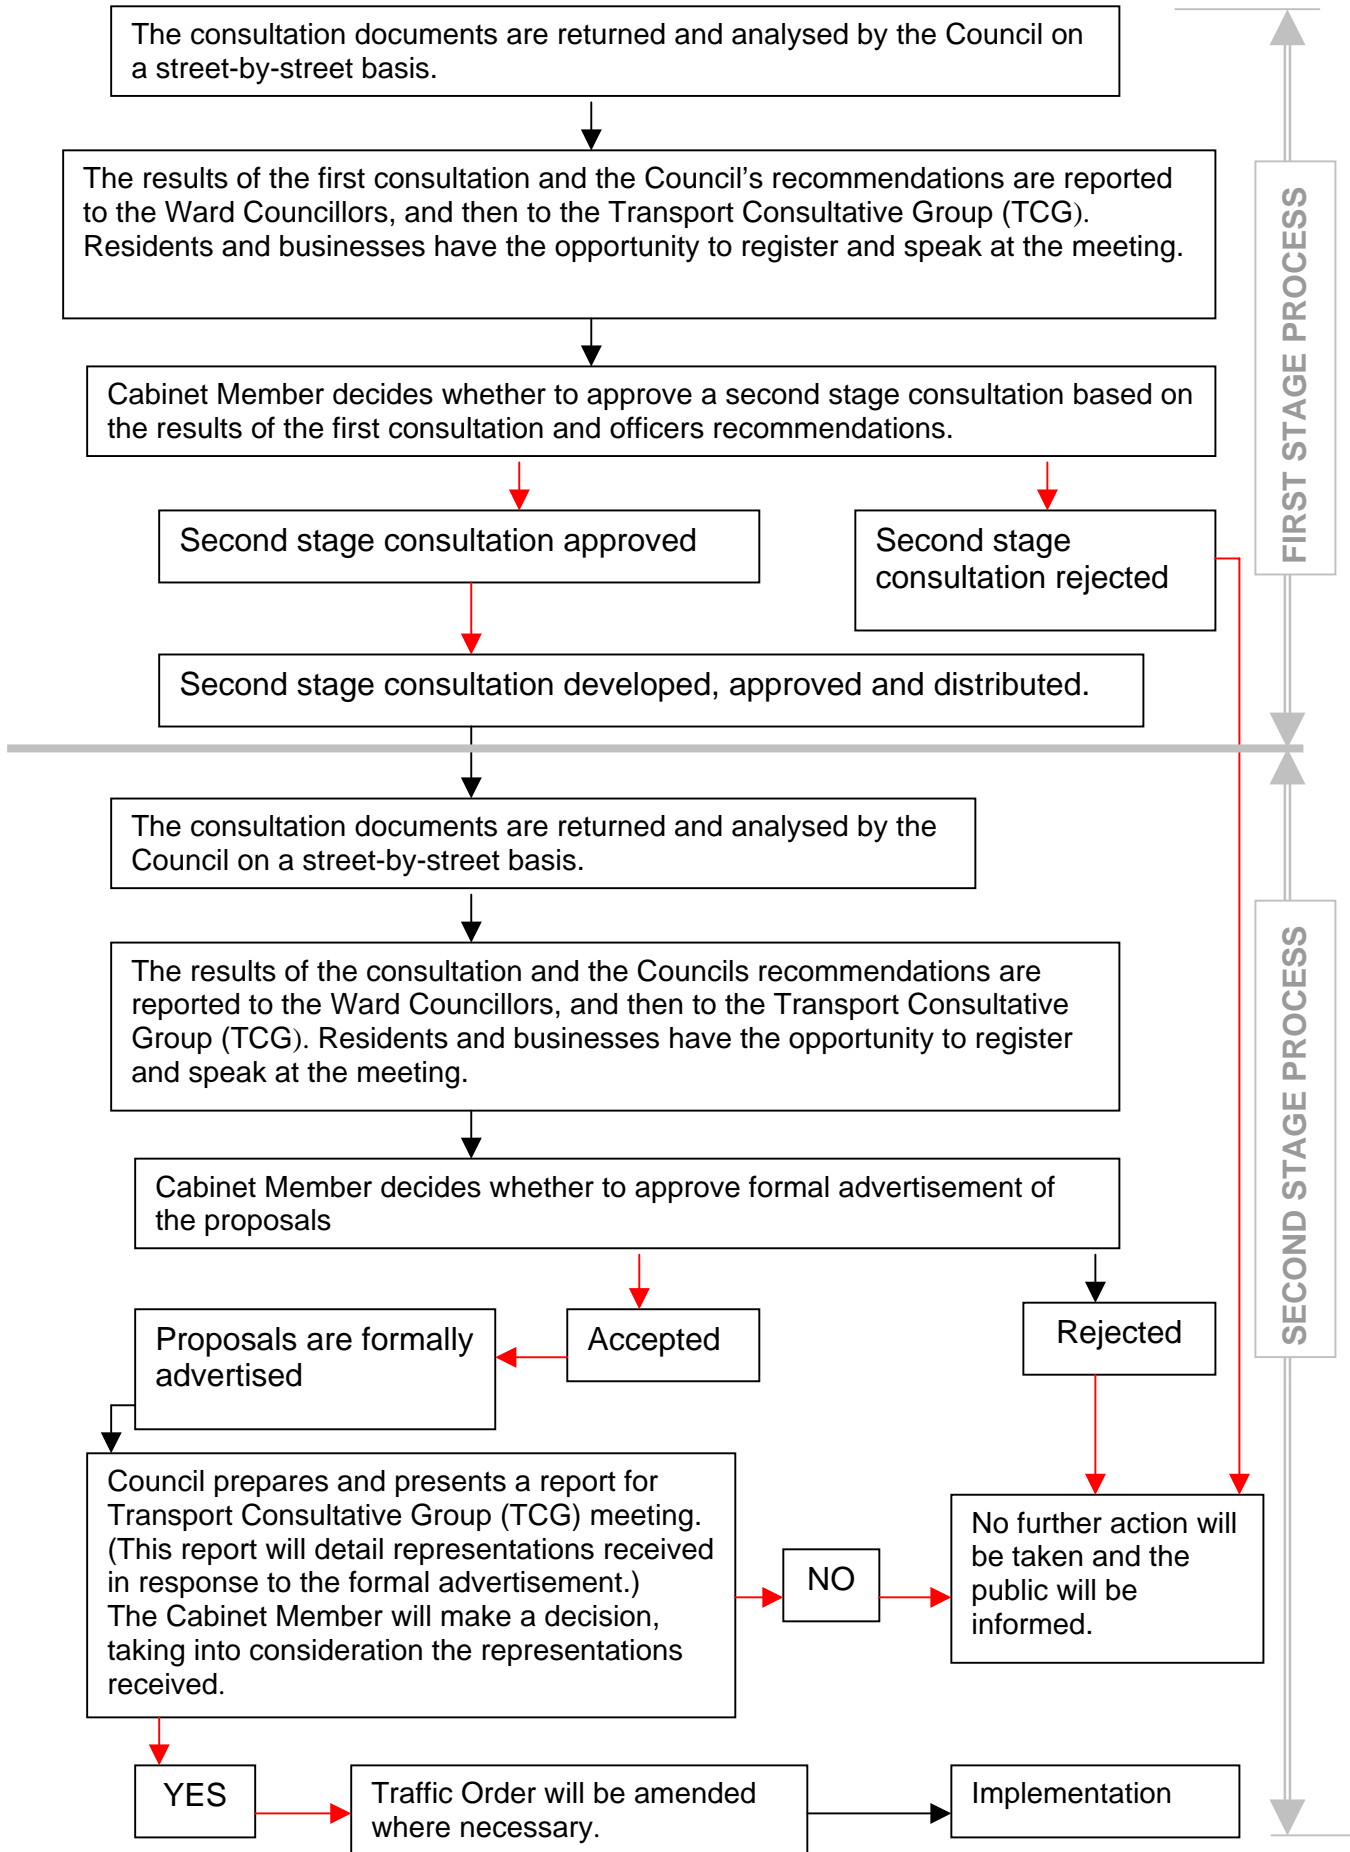 The consultation documents are returned and analysed by the Council on
a street-by-street basis.
The results of the first consultation and the Council’s recommendations are reported
to the Ward Councillors, and then to the Transport Consultative Group (TCG).
Residents and businesses have the opportunity to register and speak at the meeting.
Cabinet Member decides whether to approve a second stage consultation based on
the results of the first consultation and officers recommendations.
Second stage consultation approved
Second stage
consultation rejected
Second stage consultation developed, approved and distributed.
FIRST STAGE PROCESS
The consultation documents are returned and analysed by the
Council on a street-by-street basis.
The results of the consultation and the Councils recommendations are
reported to the Ward Councillors, and then to the Transport Consultative
Group (TCG). Residents and businesses have the opportunity to register
and speak at the meeting.
Cabinet Member decides whether to approve formal advertisement of
the proposals
Proposals are formally
advertised
Accepted
Rejected
Council prepares and presents a report for
Transport Consultative Group (TCG) meeting.
(This report will detail representations received
in response to the formal advertisement.)
The Cabinet Member will make a decision,
taking into consideration the representations
received.
NO
No further action will
be taken and the
public will be
informed.
YES
Traffic Order will be amended
where necessary.
Implementation
SECOND STAGE PROCESS